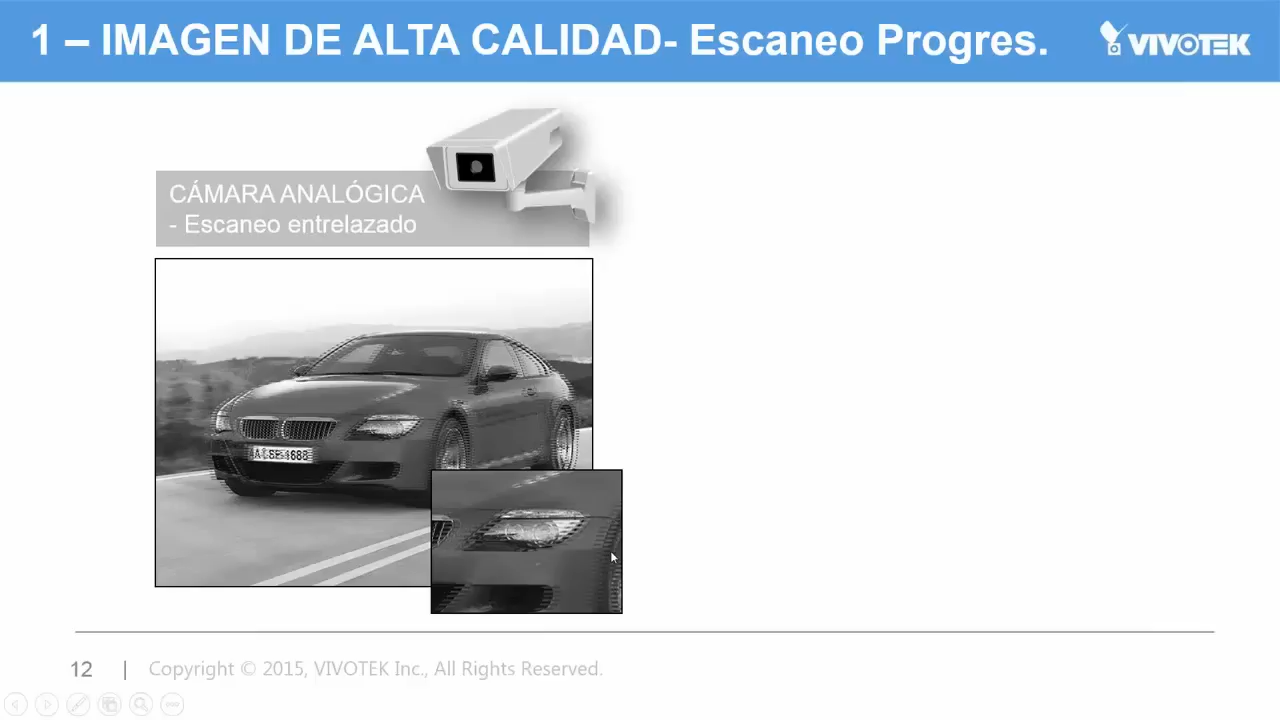 1 – IMAGEN DE ALTA CALIDAD- Escaneo Progres.
VIVOTEK
CÁMARA ANALÓGICA
- Escaneo entrelazado
12 | Copyright © 2015, VIVOTEK Inc., All Rights Reserved.